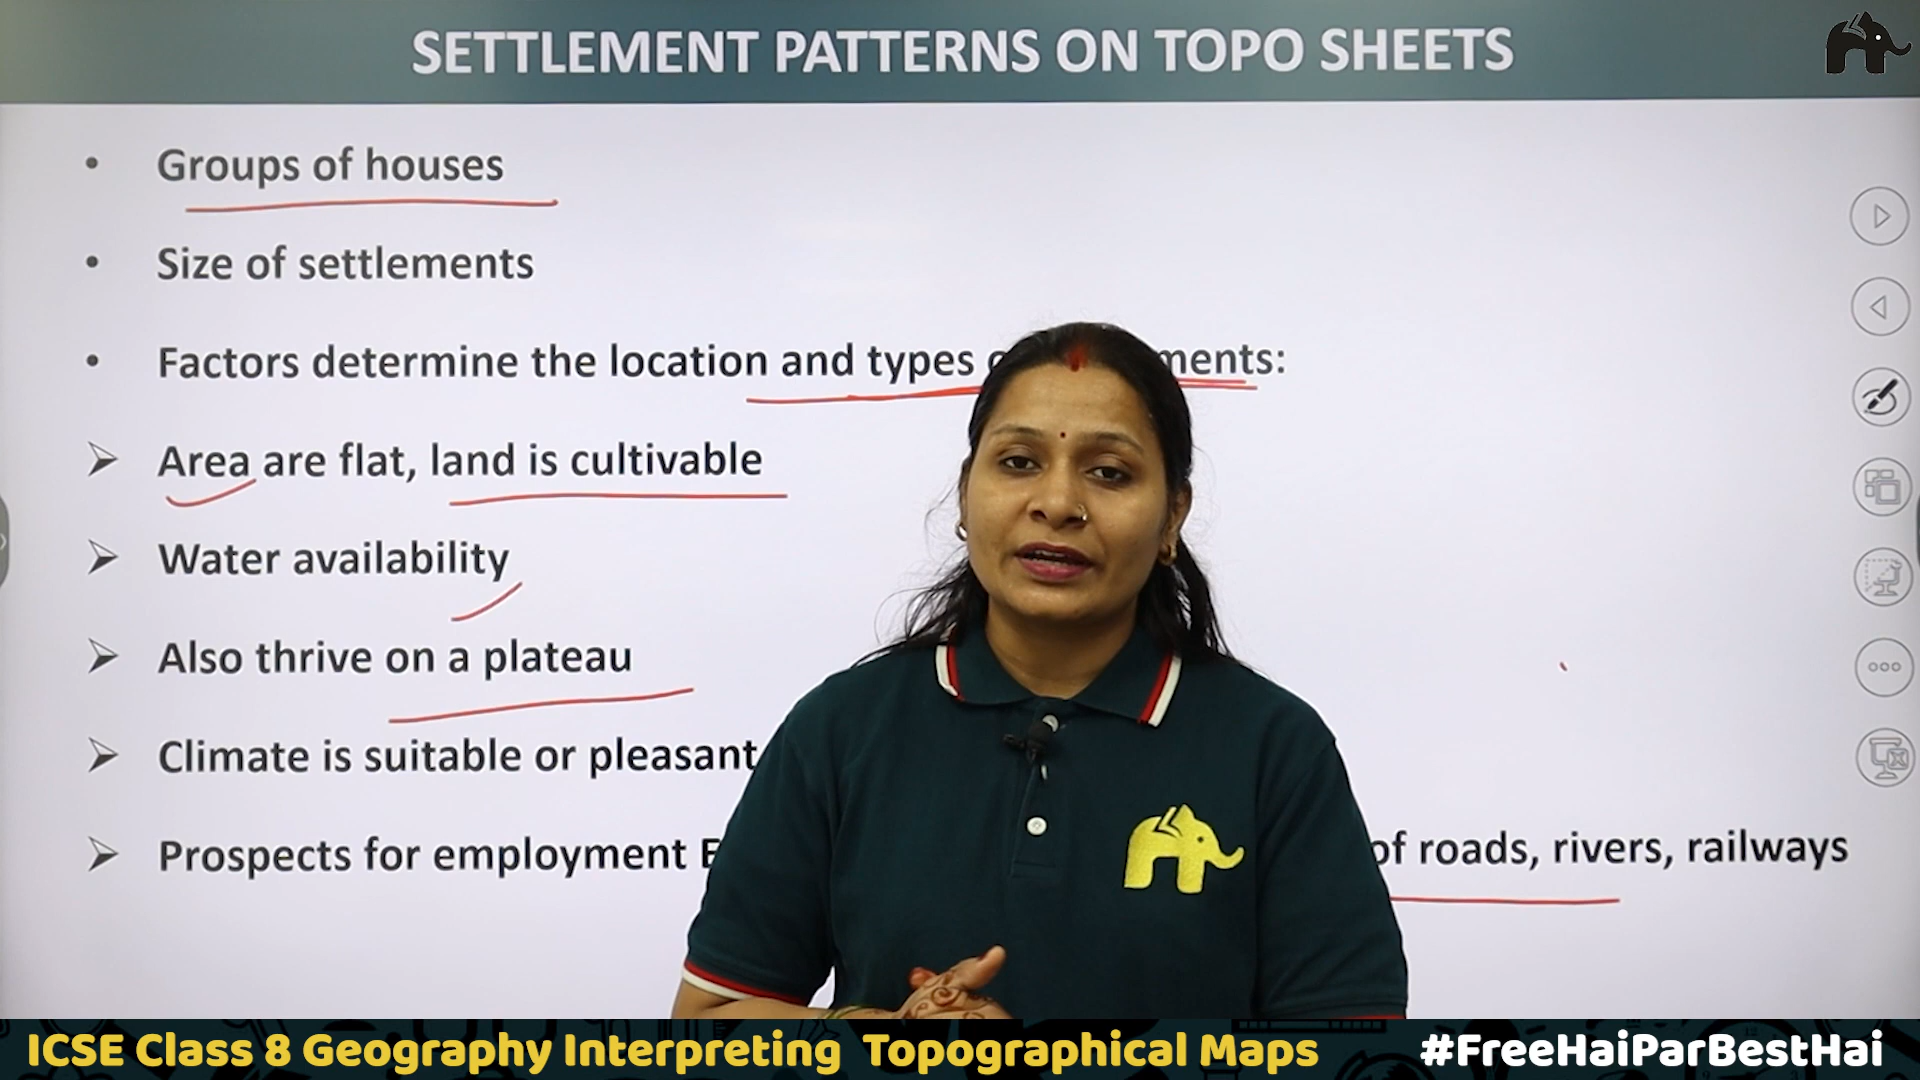 SETTLEMENT PATTERNS ON TOPO SHEETS
• Groups of houses
• Size of settlements
• Factors determine the location and types ments:
➢ Area are flat, land is cultivable
➢ Water availability
➢ Also thrive on a plateau
➢ Climate is suitable or pleasant
➢ Prospects for employment of roads, rivers, railways
ICSE Class 8 Geography Interpreting Topographical Maps #FreeHaiParBestHai